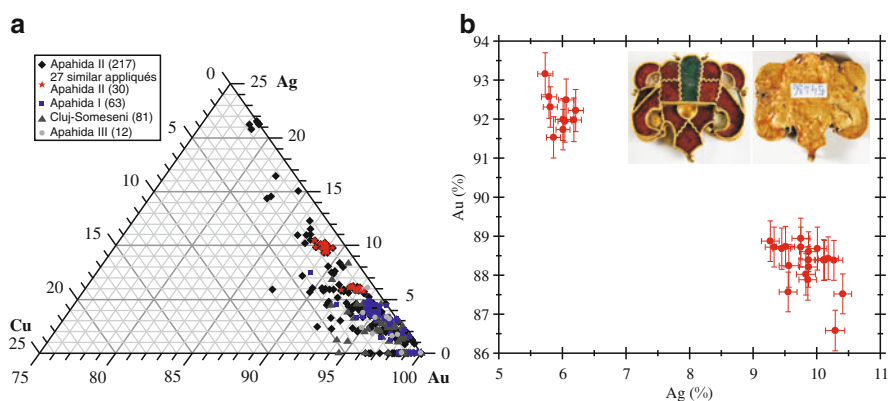 a
Apahida II (217)
27 similar appliqués
Apahida II (30)
Apahida I (63)
Cluj-Someseni (81)
Apahida III (12)
0
25
Ag
5
20
10
15
15
10
20
5
Cu
25
0
75
80
85
90
95
100
Au
b
94
93
92
91
90
89
88
87
86
Au (%)
5
6
7
8
9
10
11
Ag (%)